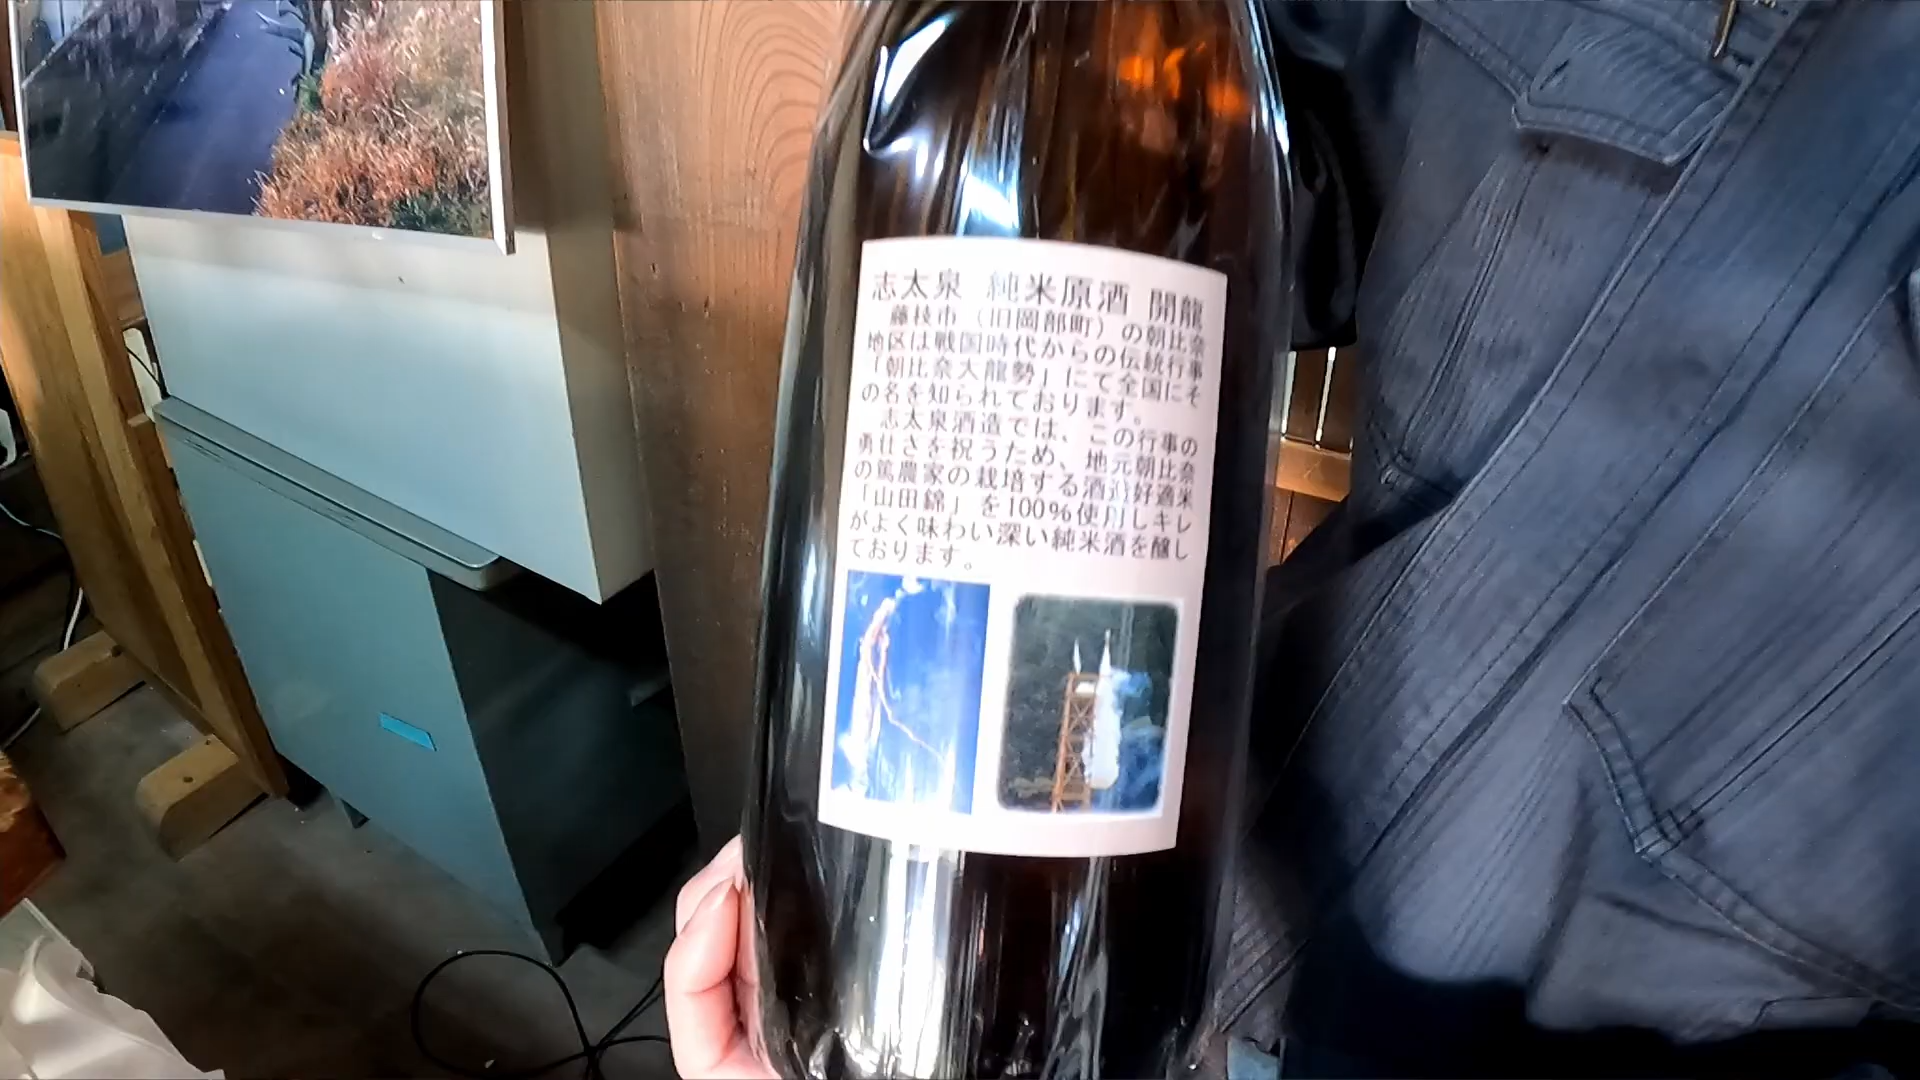 志太泉 純米原酒 開龍
藤枝市（旧岡部町）の朝比奈
地区は戦国時代からの伝統行事
「朝比奈大龍勢」にて全国にそ
の名を知られております。
志太泉酒造では、この行事の
勇壮さを祝うため、地元朝比奈
の篤農家の栽培する酒造好適米
「山田錦」を100%使用しキレ
がよく味わい深い純米酒を醸し
ております。